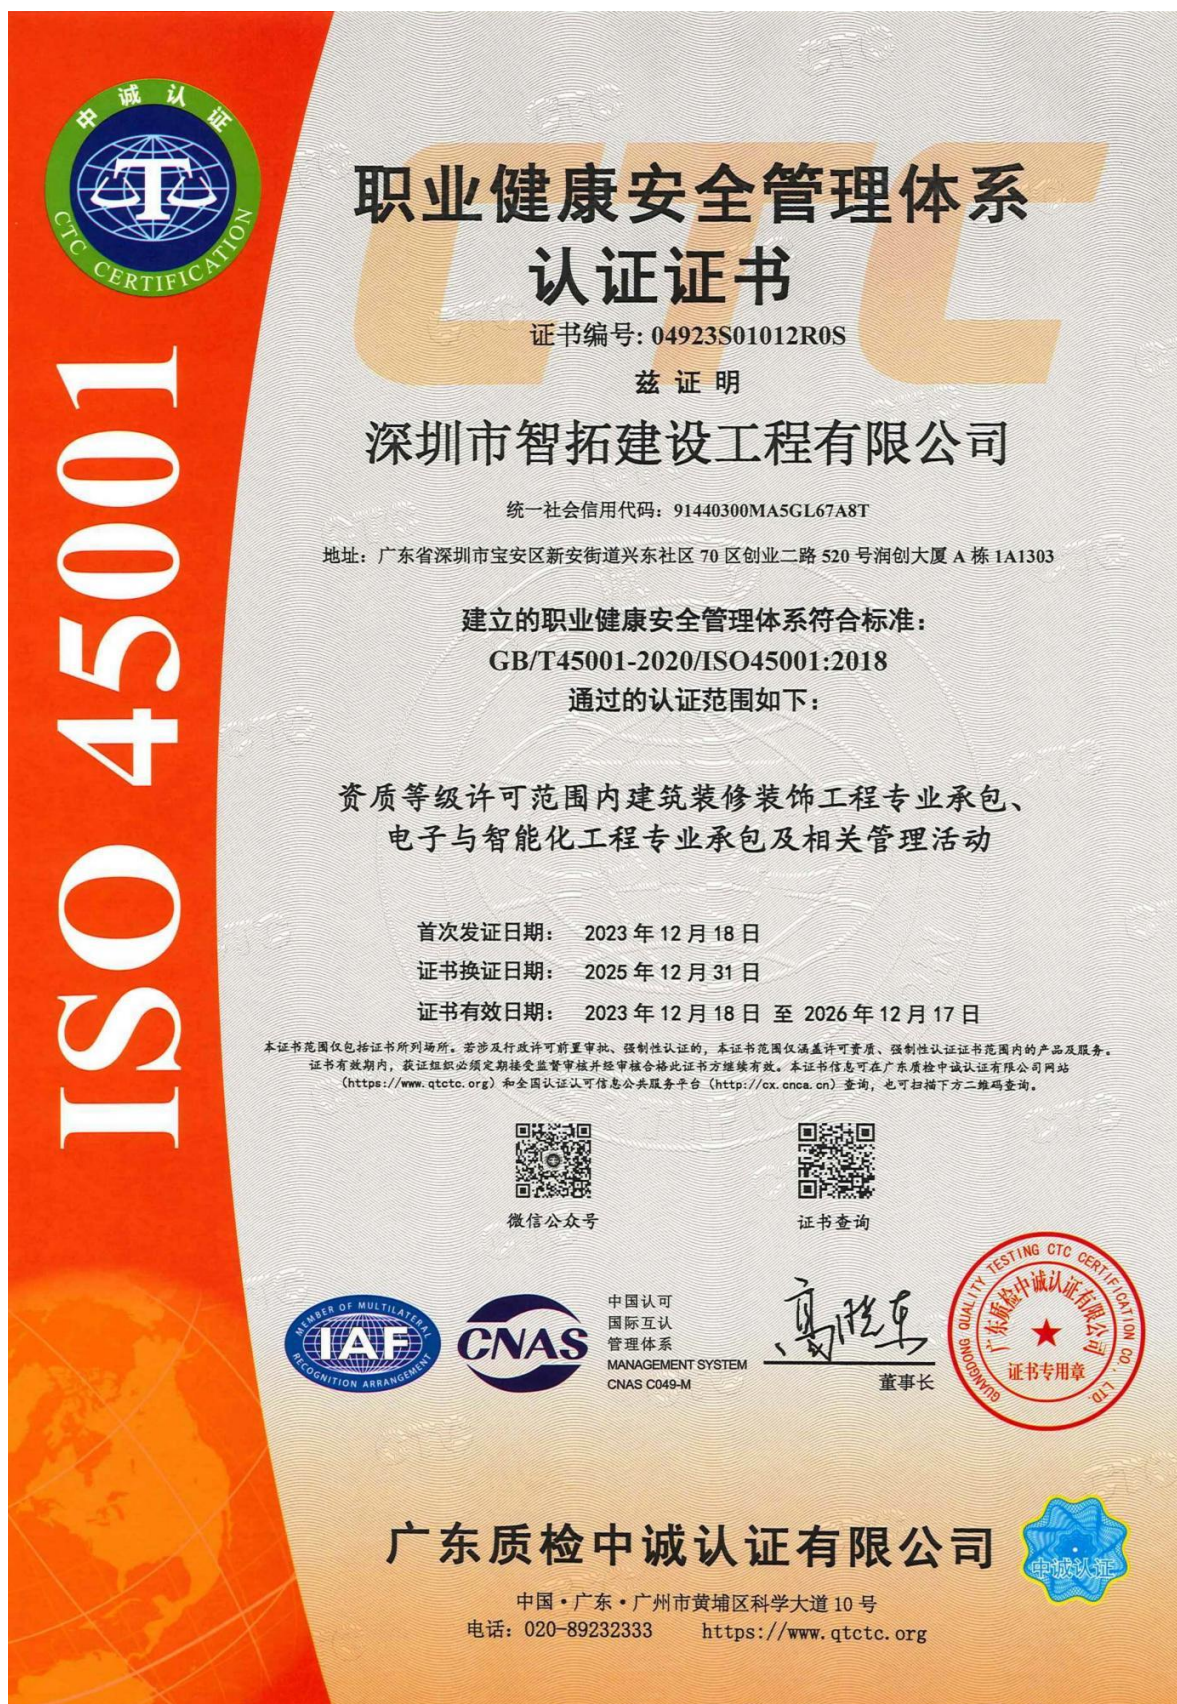 中诚认证
CTC CERTIFICATION
ISO 45001
CTC
职业健康安全管理体系
认证证书
证书编号: 04923S01012R0S
兹证明
深圳市智拓建设工程有限公司
统一社会信用代码：91440300MA5GL67A8T
地址：广东省深圳市宝安区新安街道兴东社区 70 区创业二路 520 号润创大厦 A 栋 1A1303
建立的职业健康安全管理体系符合标准：
GB/T45001-2020/ISO45001:2018
通过的认证范围如下：
资质等级许可范围内建筑装修装饰工程专业承包、
电子与智能化工程专业承包及相关管理活动
首次发证日期： 2023 年 12 月 18 日
证书换证日期： 2025 年 12 月 31 日
证书有效日期： 2023 年 12 月 18 日 至 2026 年 12 月 17 日
本证书范围仅包括证书所列场所。若涉及行政许可前置审批、强制性认证的，本证书范围仅涵盖许可资质、强制性认证证书范围内的产品及服务。
证书有效期内，获证组织必须定期接受监督审核并经审核合格此证书方继续有效。本证书信息可在广东质检中诚认证有限公司网站
（https://www.qtctc.org）和全国认证认可信息公共服务平台（http://cx.cnca.cn）查询，也可扫描下方二维码查询。
微信公众号
证书查询
MEMBER OF MULTILATERAL
IAF
RECOGNITION ARRANGEMENT
CNAS
中国认可
国际互认
管理体系
MANAGEMENT SYSTEM
CNAS C049-M
高晓东
董事长
GUANGDONG QUALITY TESTING CTC CERTIFICATION CO., LTD.
广东质检中诚认证有限公司
证书专用章
广东质检中诚认证有限公司
中诚认证
中国·广东·广州市黄埔区科学大道 10 号
电话：020-89232333 https://www.qtctc.org